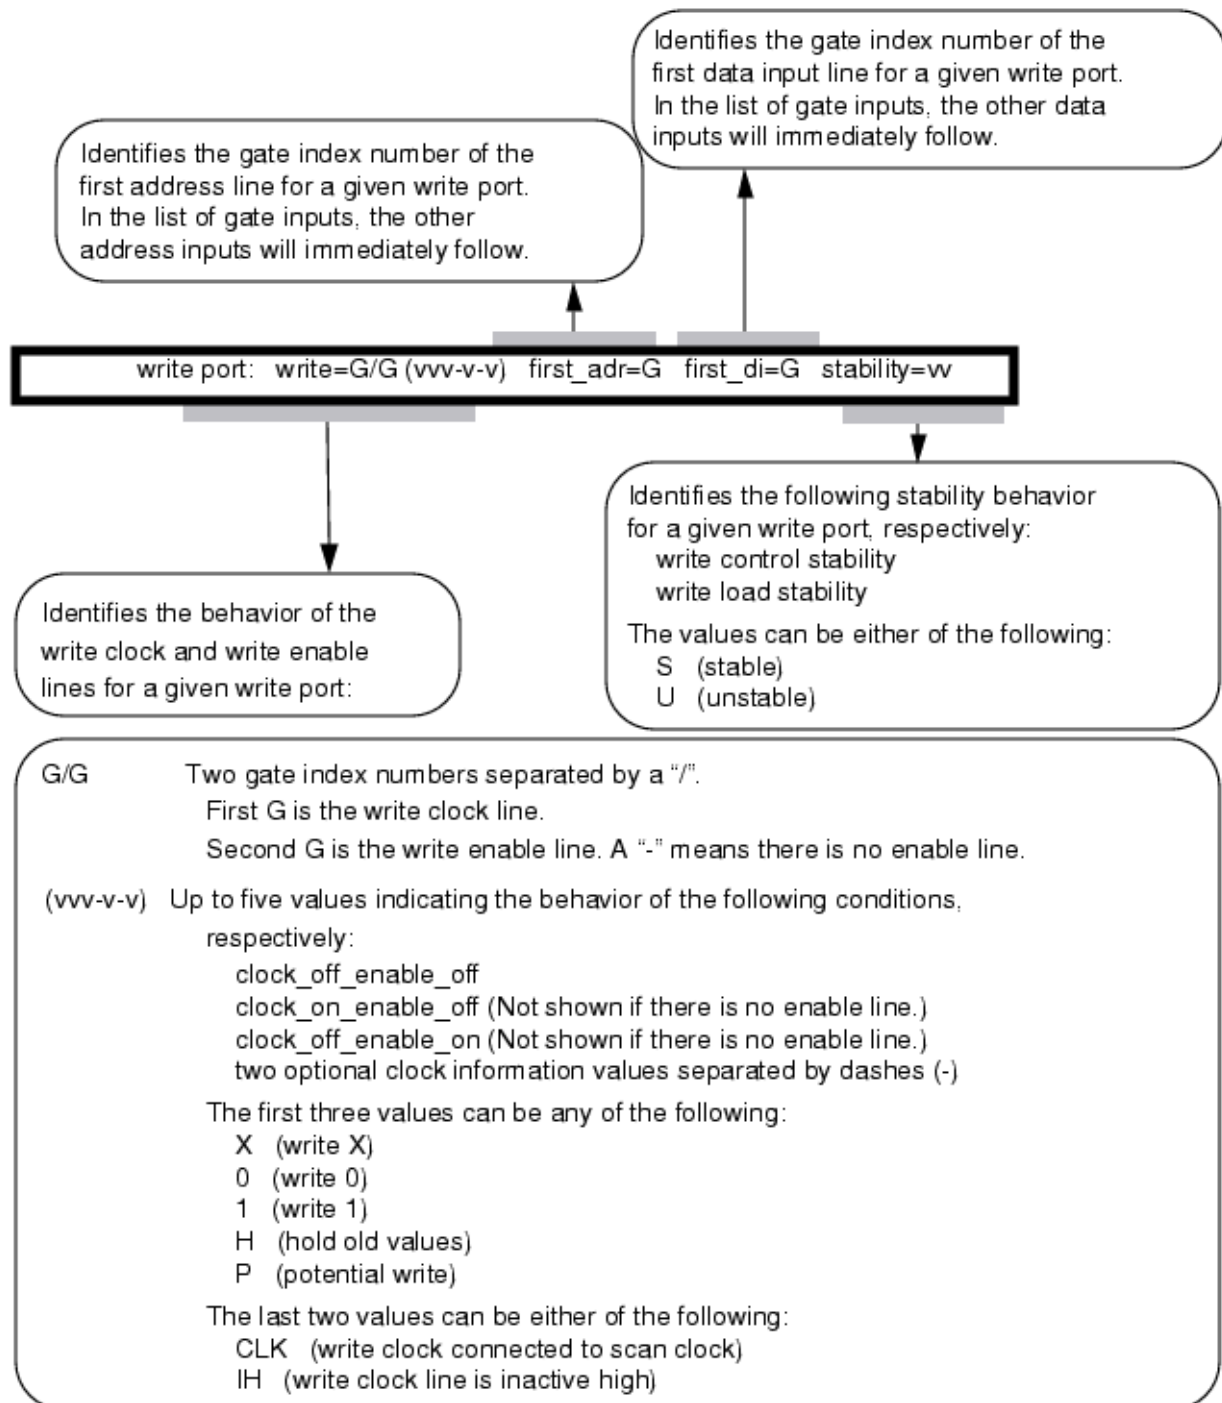 Identifies the gate index number of the
first data input line for a given write port.
In the list of gate inputs, the other data
inputs will immediately follow.
Identifies the gate index number of the
first address line for a given write port.
In the list of gate inputs, the other
address inputs will immediately follow.
write port: write=G/G (vvv-v-v) first_adr=G first_di=G stability=vv
Identifies the following stability behavior
for a given write port, respectively:
write control stability
write load stability
The values can be either of the following:
S (stable)
U (unstable)
Identifies the behavior of the
write clock and write enable
lines for a given write port:
G/G Two gate index numbers separated by a “/”.
First G is the write clock line.
Second G is the write enable line. A “-” means there is no enable line.
(vvv-v-v) Up to five values indicating the behavior of the following conditions,
respectively:
clock_off_enable_off
clock_on_enable_off (Not shown if there is no enable line.)
clock_off_enable_on (Not shown if there is no enable line.)
two optional clock information values separated by dashes (-)
The first three values can be any of the following:
X (write X)
0 (write 0)
1 (write 1)
H (hold old values)
P (potential write)
The last two values can be either of the following:
CLK (write clock connected to scan clock)
IH (write clock line is inactive high)